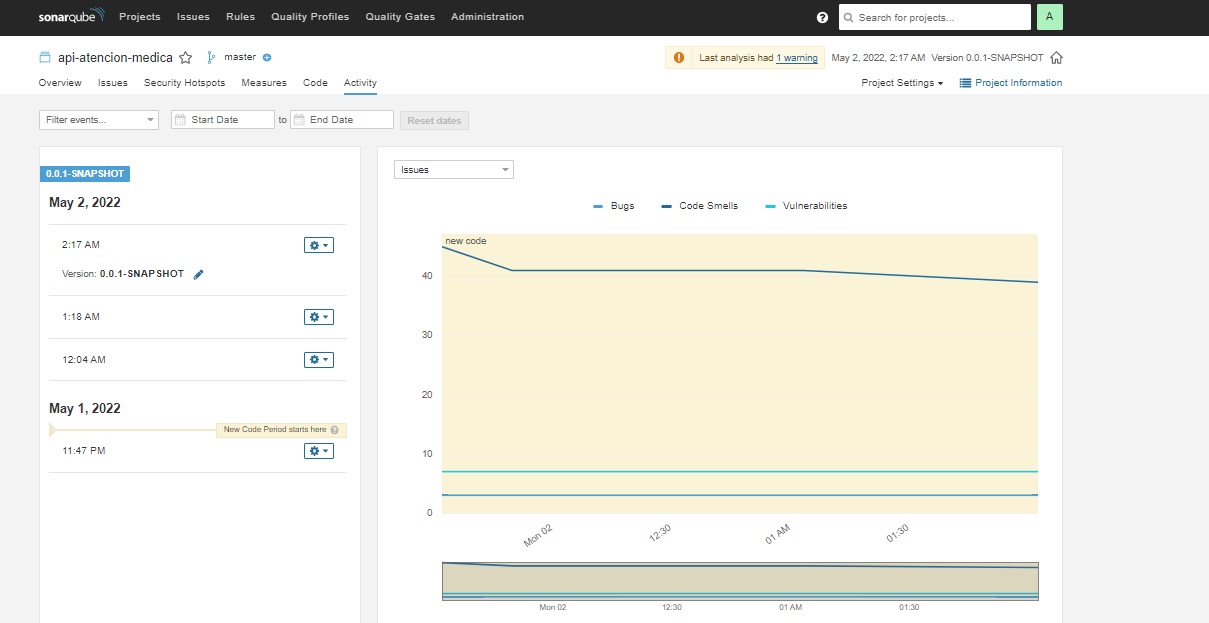 sonarqube Projects Issues Rules Quality Profiles Quality Gates Administration ? Search for projects... A
api-atencion-medica master Last analysis had 1 warning May 2, 2022, 2:17 AM Version 0.0.1-SNAPSHOT
Overview Issues Security Hotspots Measures Code Activity Project Settings Project Information
Filter events... Start Date to End Date Reset dates
0.0.1-SNAPSHOT
May 2, 2022
2:17 AM
Version: 0.0.1-SNAPSHOT
1:18 AM
12:04 AM
May 1, 2022
New Code Period starts here ?
11:47 PM
Issues
Bugs Code Smells Vulnerabilities
new code
40
30
20
10
0
Mon 02 12:30 01 AM 01:30
Mon 02 12:30 01 AM 01:30